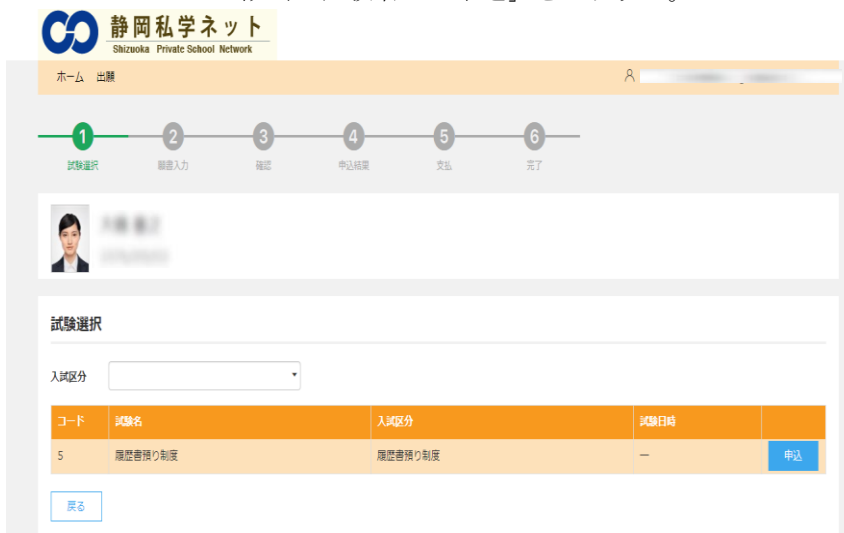 静岡私学ネット
Shizuoka Private School Network
ホーム 出願
1 2 3 4 5 6
試験選択 願書入力 確認 申込結果 支払 完了
試験選択
入試区分
コード 試験名 入試区分 試験日時
5 履歴書預り制度 履歴書預り制度 ー 申込
戻る